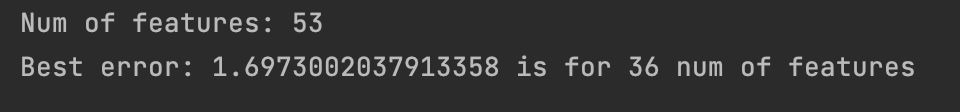 Num of features: 53
Best error: 1.6973002037913358 is for 36 num of features